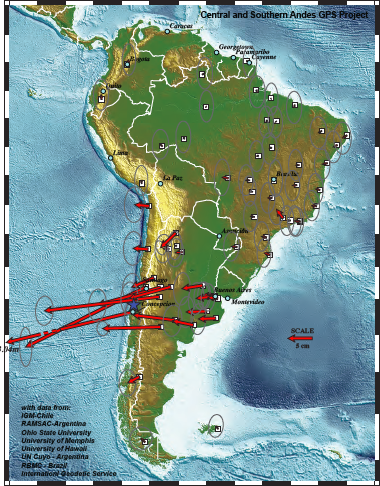 Central and Southern Andes GPS Project
Caracas
Georgetown
Paramaribo
Cayenne
Bogota
Quito
Lima
La Paz
Brasilia
Asuncion
Santiago
Buenos Aires
Montevideo
Concepcion
SCALE
5 cm
with data from:
IGM-Chile
RAMSAC-Argentina
Ohio State University
University of Memphis
University of Hawaii
UN Cuyo - Argentina
RBMC - Brazil
International Geodetic Service